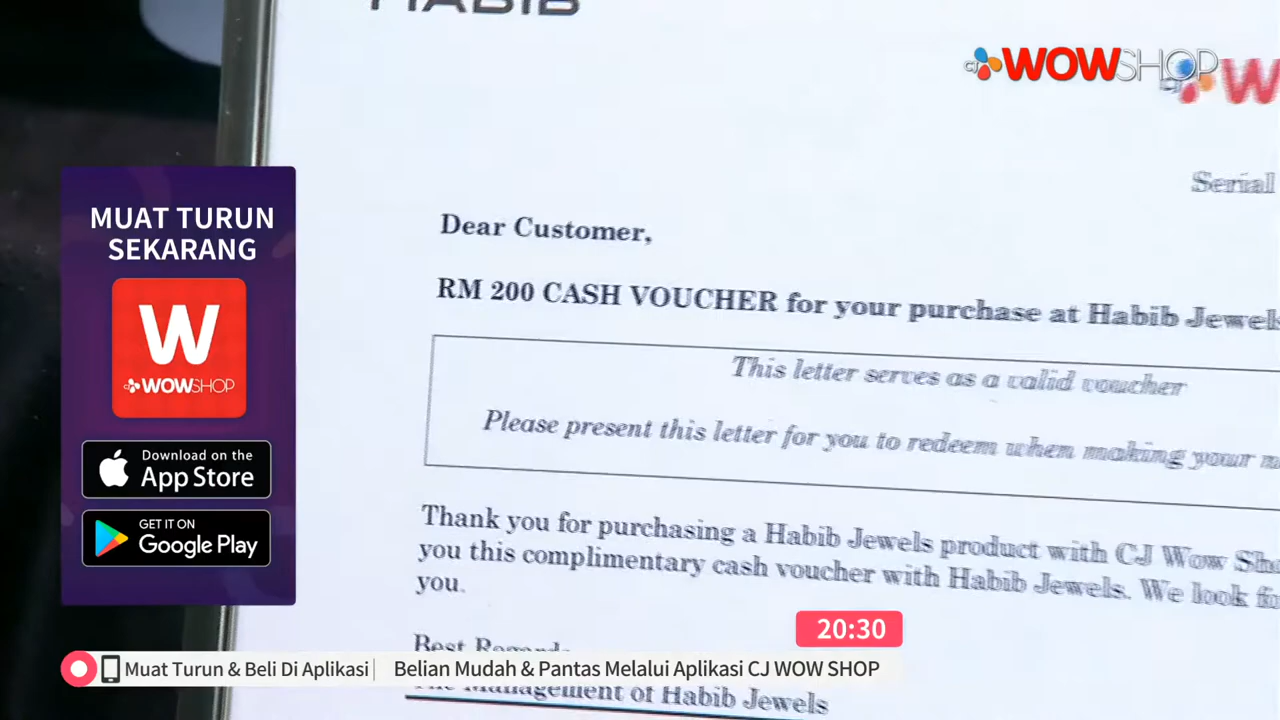 HABIB
CJ WOWSHOP
Serial
MUAT TURUN
SEKARANG
W
WOWSHOP
Download on the
App Store
GET IT ON
Google Play
Dear Customer,
RM 200 CASH VOUCHER for your purchase at Habib Jewels
This letter serves as a valid voucher
Please present this letter for you to redeem when making your
Thank you for purchasing a Habib Jewels product with CJ Wow
you this complimentary cash voucher with Habib Jewels. We look
you.
Best Regards
20:30
Muat Turun & Beli Di Aplikasi | Belian Mudah & Pantas Melalui Aplikasi CJ WOW SHOP
The Management of Habib Jewels